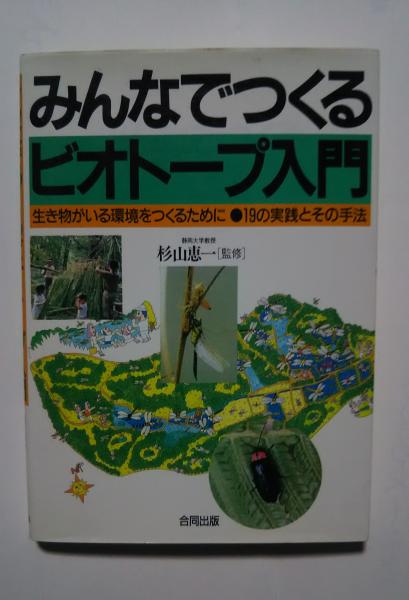 みんなでつくる
ビオトープ入門
生き物がいる環境をつくるために●19の実践とその手法
静岡大学教授
杉山恵一[監修]
合同出版